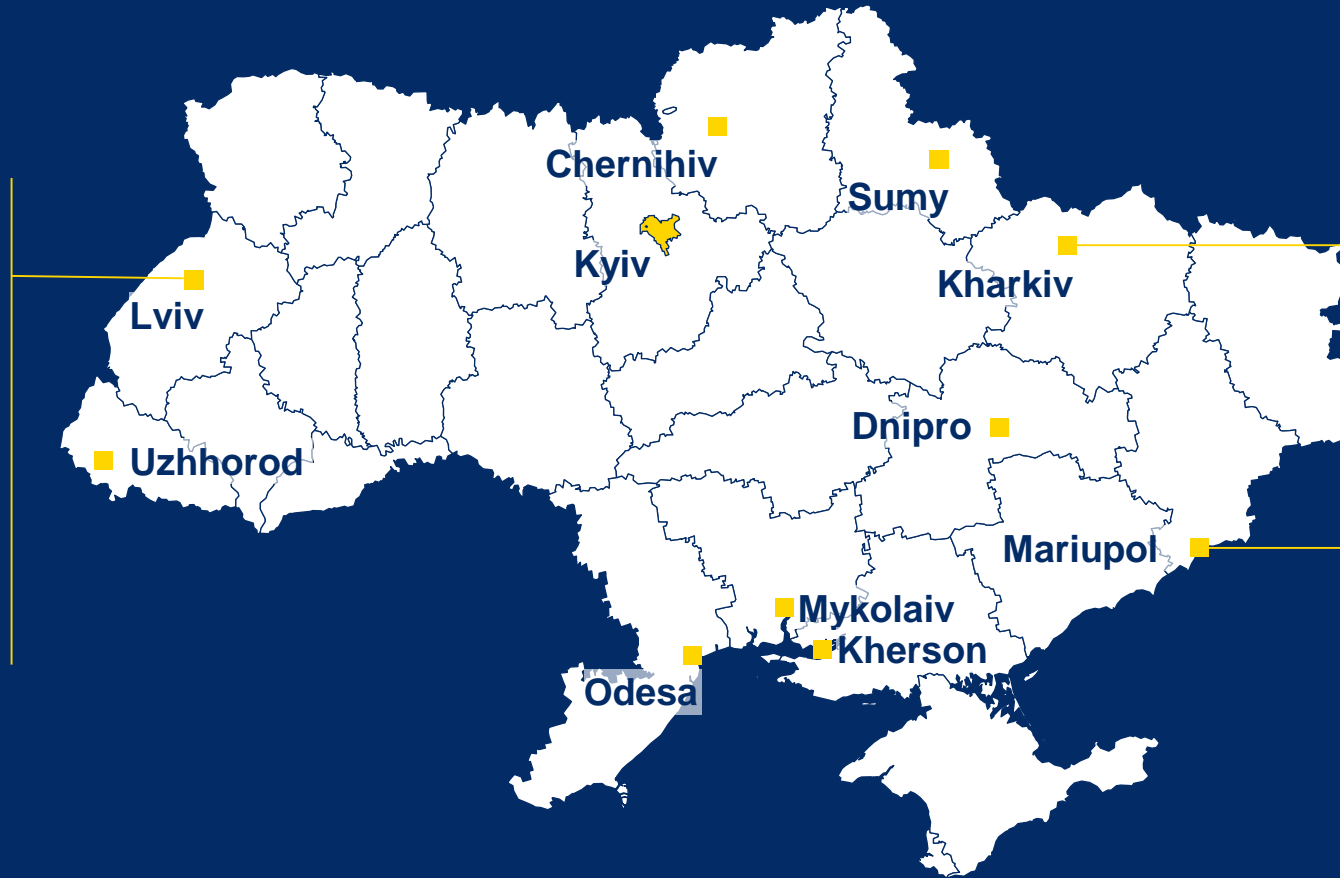 Chernihiv
Sumy
Kyiv
Kharkiv
Lviv
Dnipro
Uzhhorod
Mariupol
Mykolaiv
Kherson
Odesa